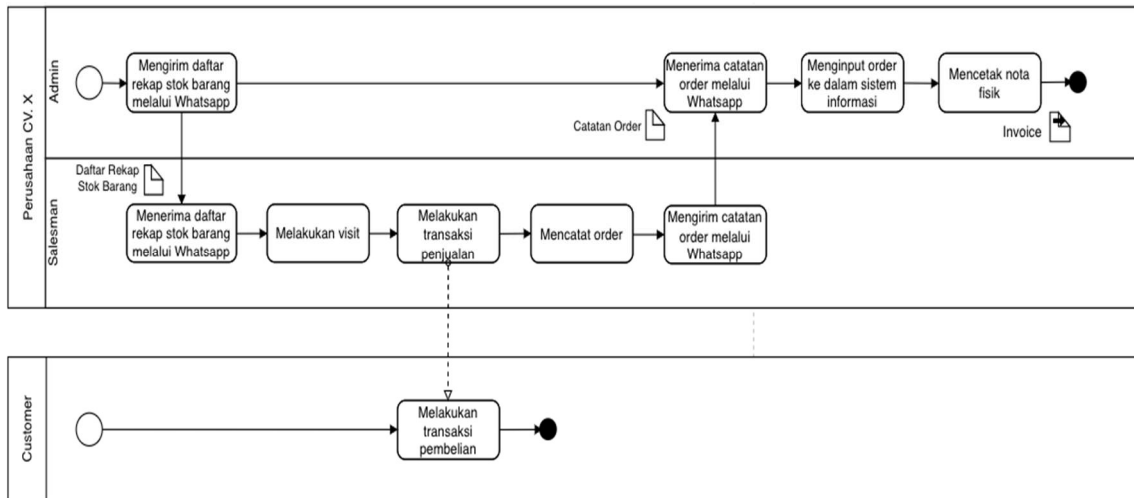 Perusahaan CV. X
Admin
Mengirim daftar
rekap stok barang
melalui Whatsapp
Menerima catatan
order melalui
Whatsapp
Menginput order
ke dalam sistem
informasi
Mencetak nota
fisik
Catatan Order
Invoice
Salesman
Daftar Rekap
Stok Barang
Menerima daftar
rekap stok barang
melalui Whatsapp
Melakukan visit
Melakukan
transaksi
penjualan
Mencatat order
Mengirim catatan
order melalui
Whatsapp
Customer
Melakukan
transaksi
pembelian